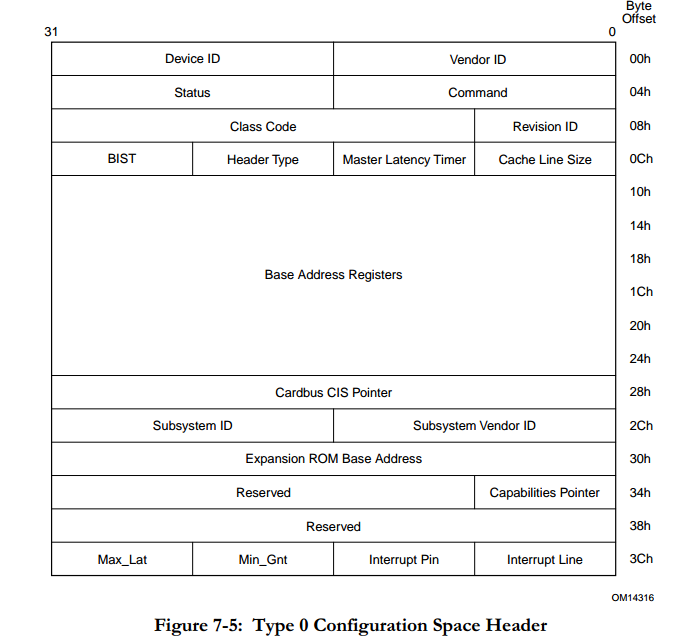 Byte
Offset
31 0
Device ID Vendor ID 00h
Status Command 04h
Class Code Revision ID 08h
BIST Header Type Master Latency Timer Cache Line Size 0Ch
10h
14h
18h
Base Address Registers
1Ch
20h
24h
Cardbus CIS Pointer 28h
Subsystem ID Subsystem Vendor ID 2Ch
Expansion ROM Base Address 30h
Reserved Capabilities Pointer 34h
Reserved 38h
Max_Lat Min_Gnt Interrupt Pin Interrupt Line 3Ch
OM14316
Figure 7-5: Type 0 Configuration Space Header